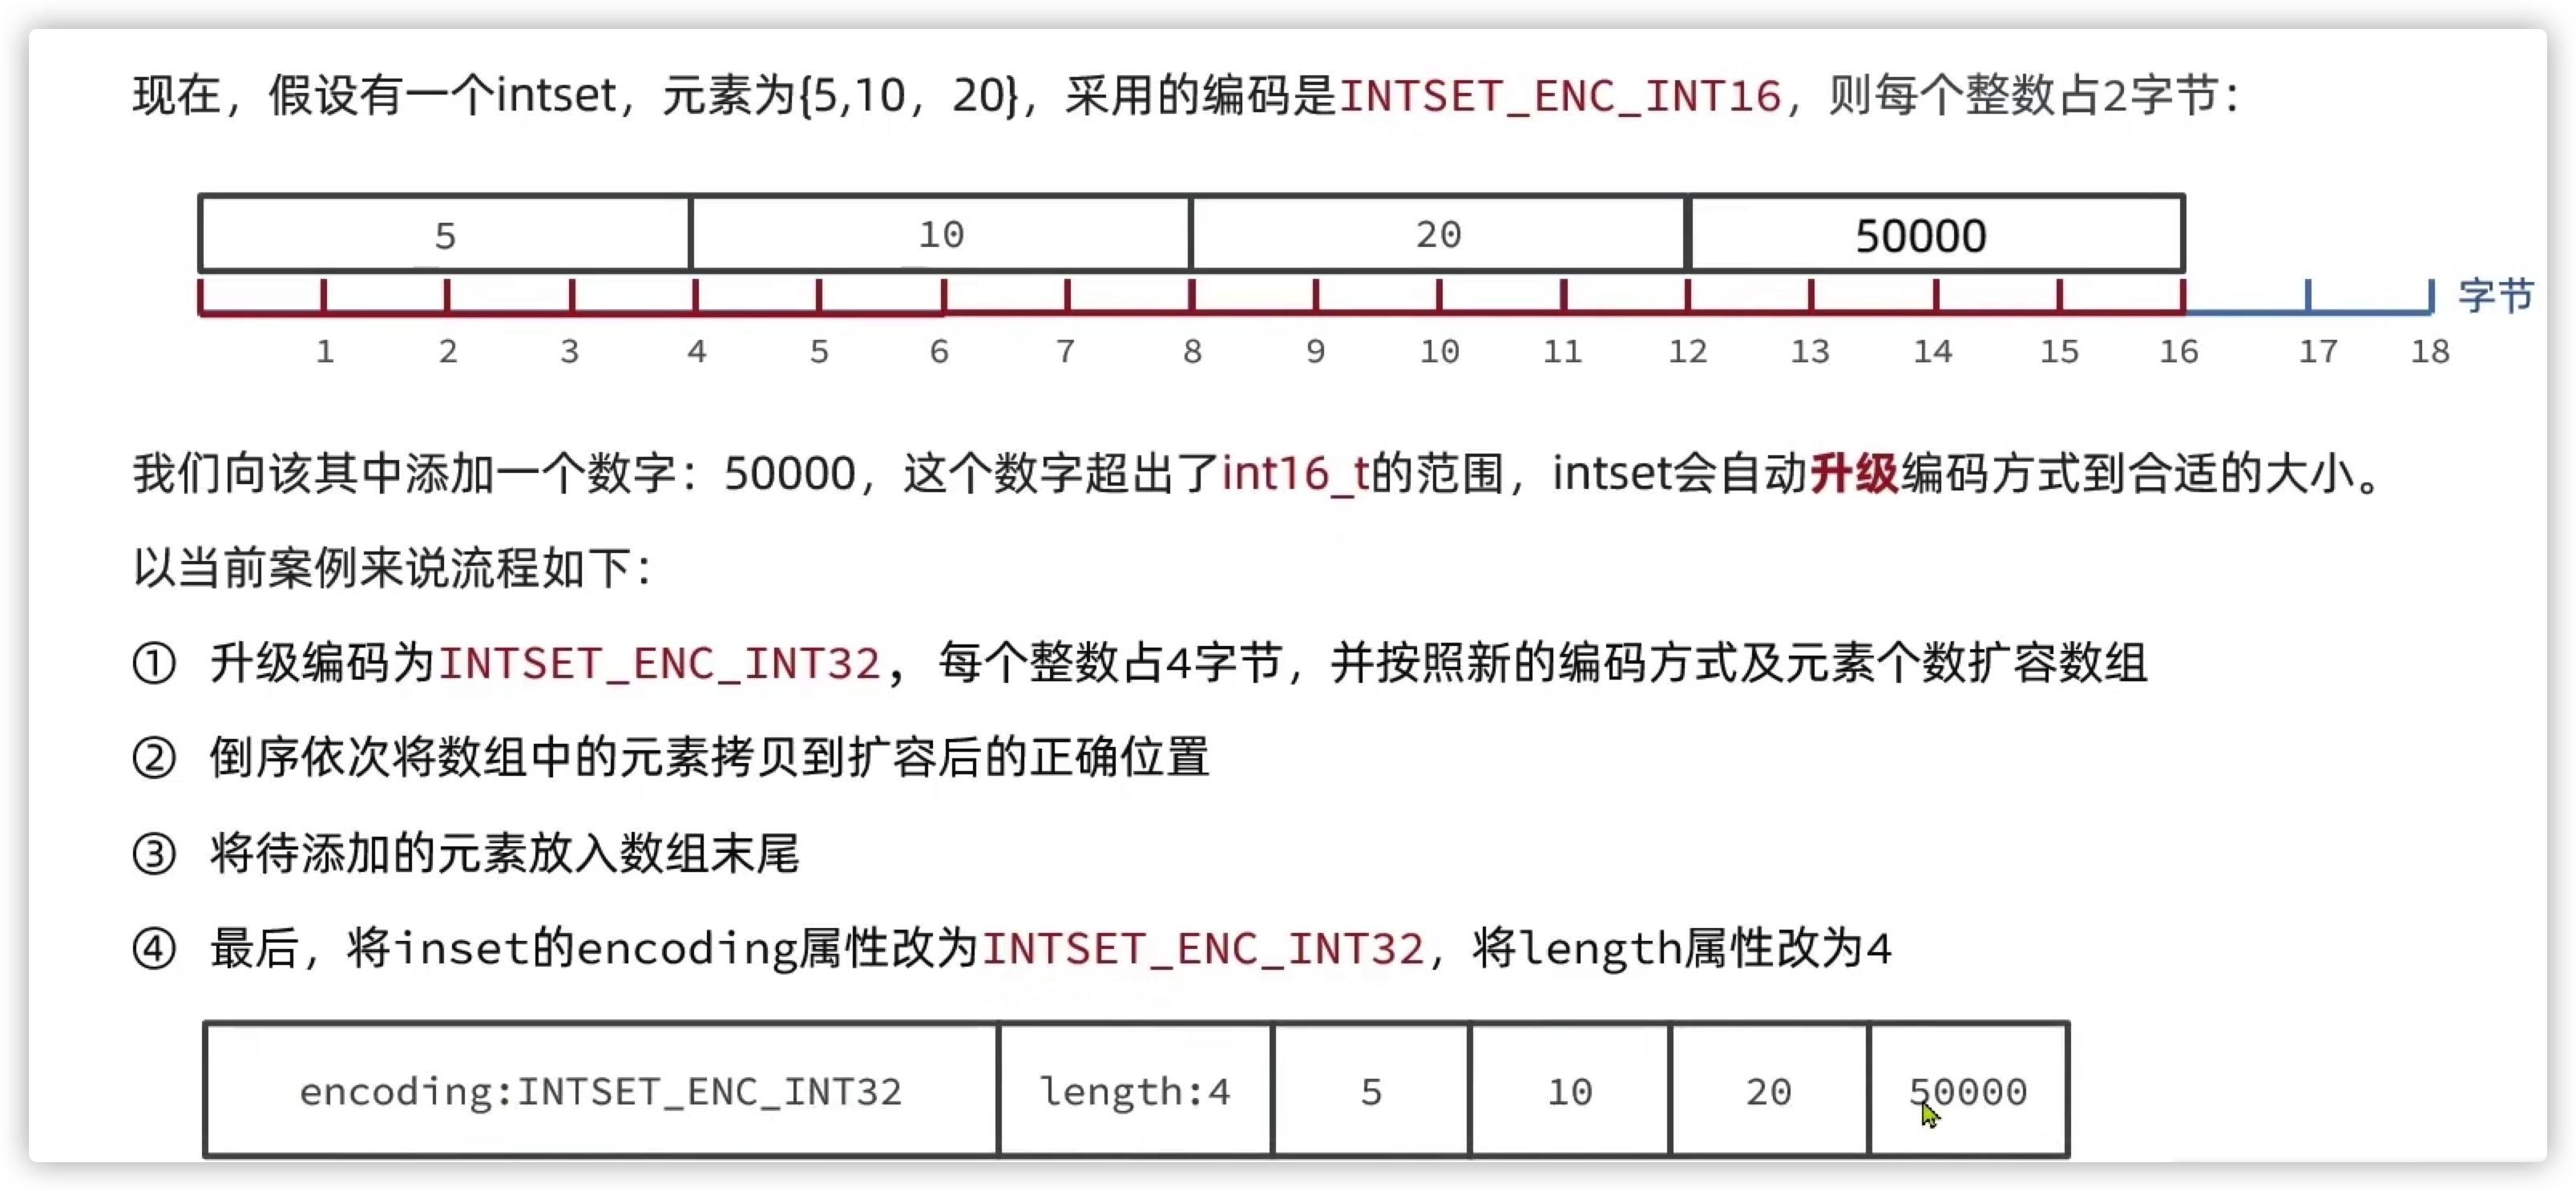 现在，假设有一个intset，元素为{5,10，20}，采用的编码是INTSET_ENC_INT16，则每个整数占2字节：
5 10 20 50000
字节
1 2 3 4 5 6 7 8 9 10 11 12 13 14 15 16 17 18
我们向该其中添加一个数字：50000，这个数字超出了int16_t的范围，intset会自动升级编码方式到合适的大小。
以当前案例来说流程如下：
① 升级编码为INTSET_ENC_INT32，每个整数占4字节，并按照新的编码方式及元素个数扩容数组
② 倒序依次将数组中的元素拷贝到扩容后的正确位置
③ 将待添加的元素放入数组末尾
④ 最后，将inset的encoding属性改为INTSET_ENC_INT32，将length属性改为4
encoding:INTSET_ENC_INT32 length:4 5 10 20 50000